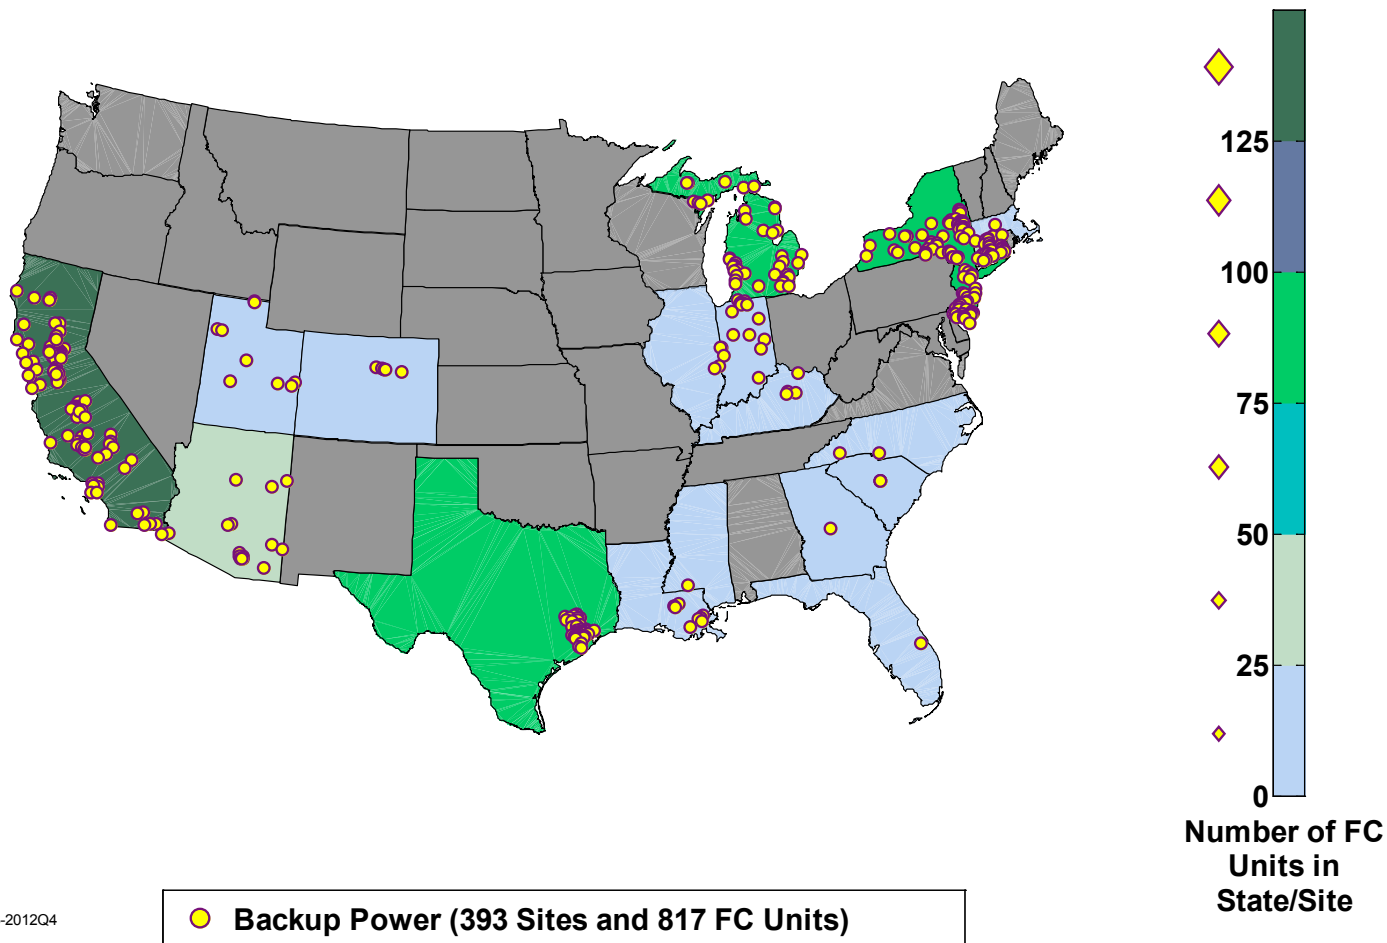 125
100
75
50
25
0
Number of FC
Units in
State/Site
-2012Q4
Backup Power (393 Sites and 817 FC Units)